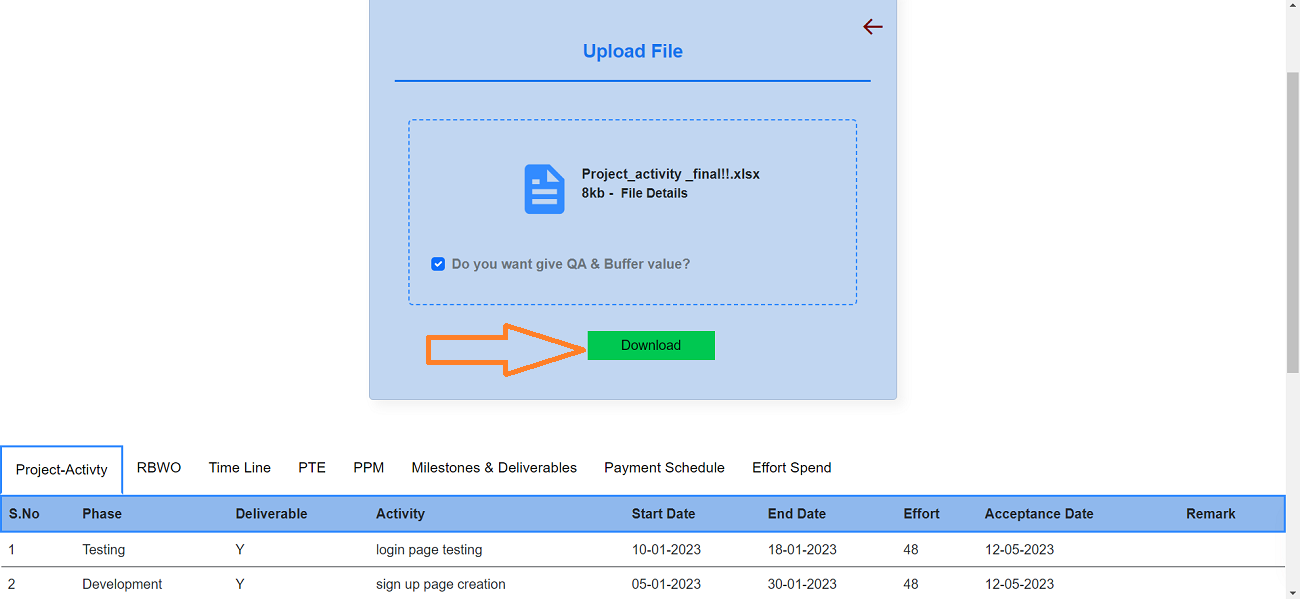 Upload File
Project_activity _final!!.xlsx
8kb - File Details
Do you want give QA & Buffer value?
Download
Project-Activty RBWO Time Line PTE PPM Milestones & Deliverables Payment Schedule Effort Spend
S.No Phase Deliverable Activity Start Date End Date Effort Acceptance Date Remark
1 Testing Y login page testing 10-01-2023 18-01-2023 48 12-05-2023
2 Development Y sign up page creation 05-01-2023 30-01-2023 48 12-05-2023